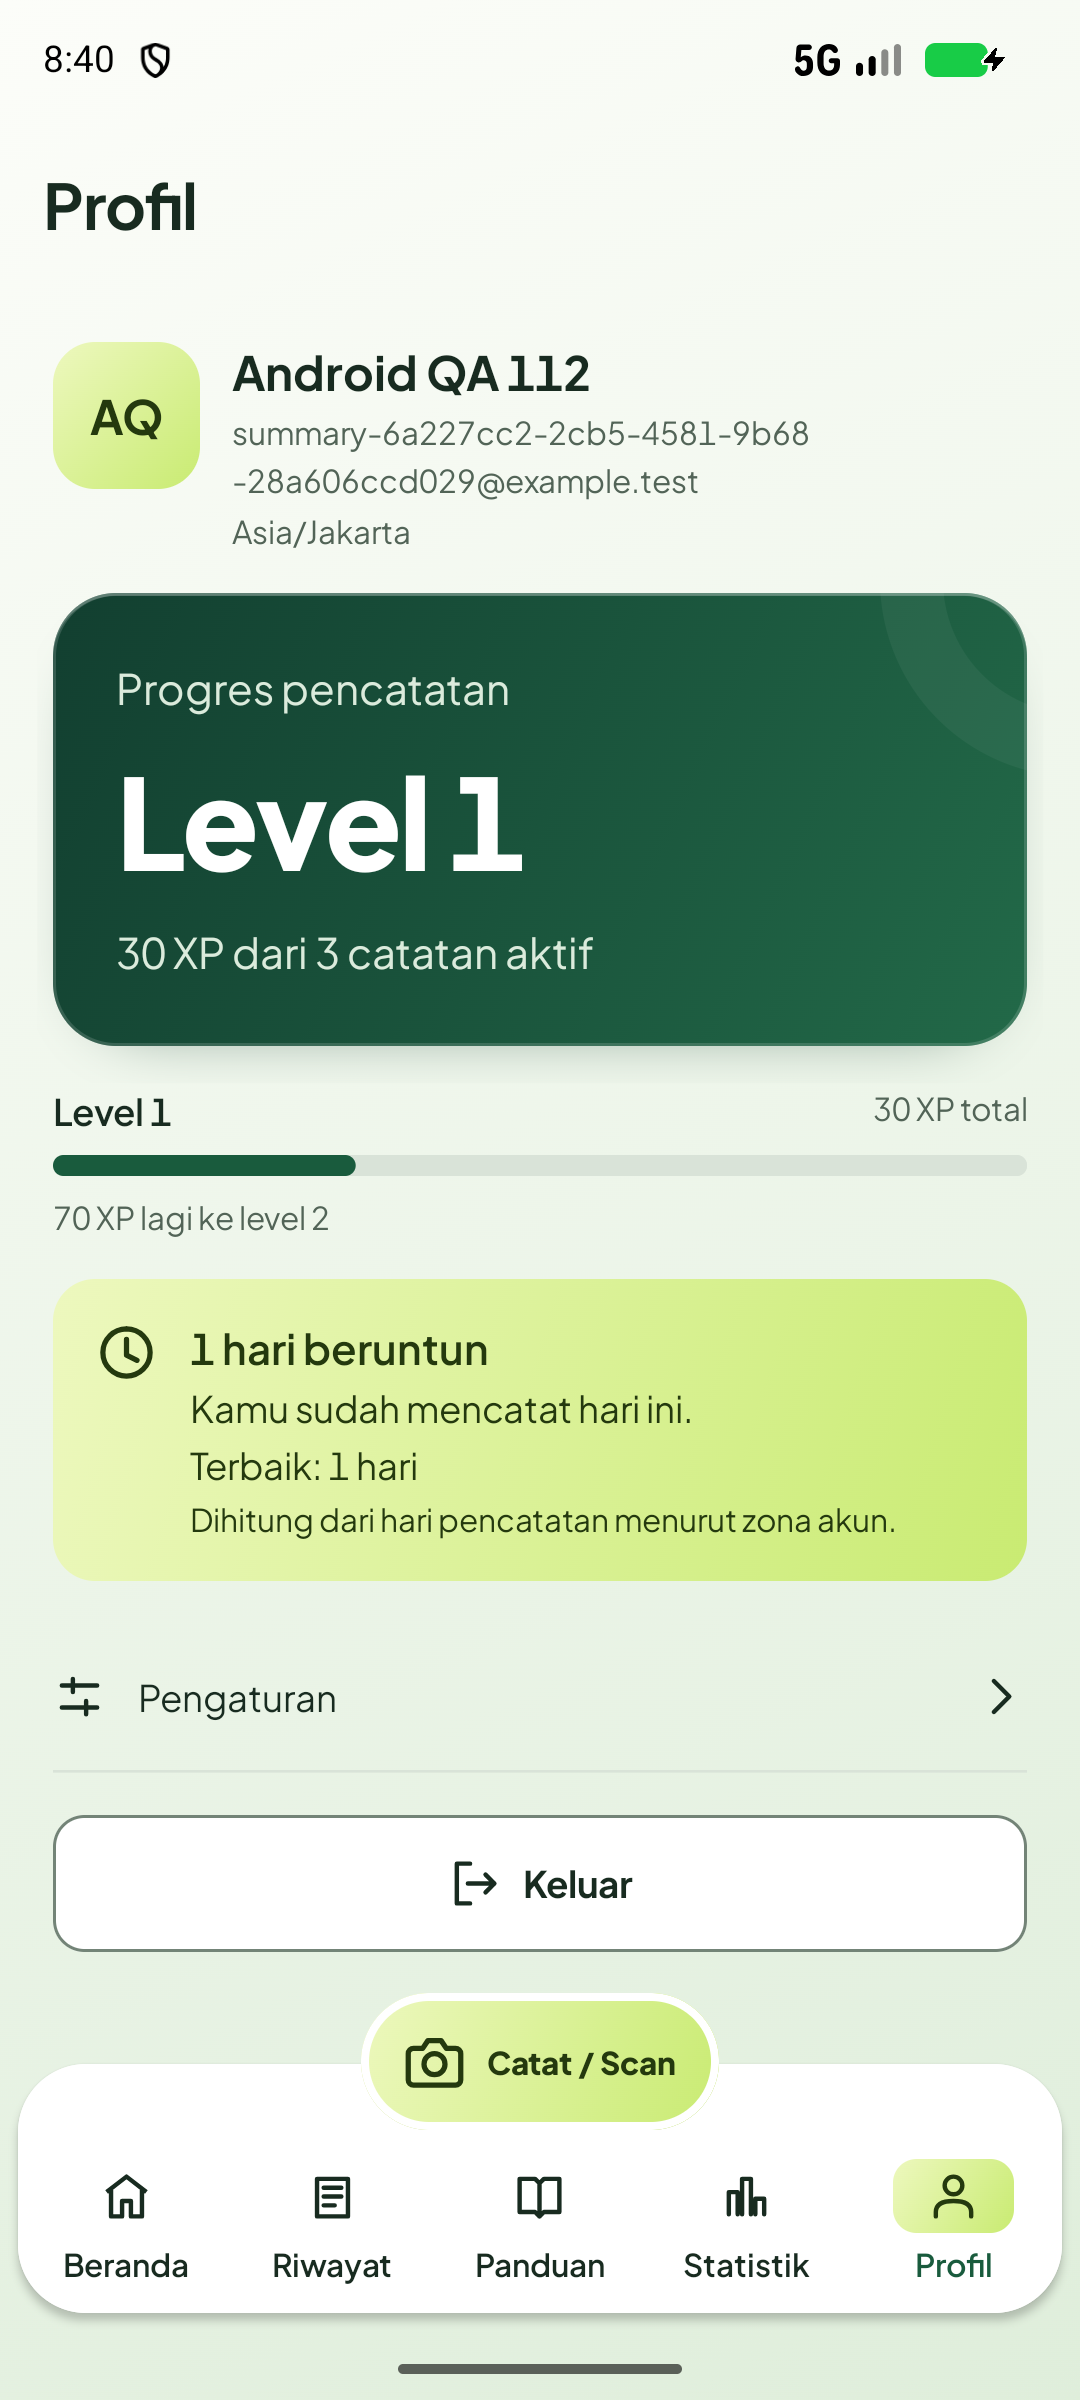 8:40
5G
Profil
AQ
Android QA 112
summary-6a227cc2-2cb5-4581-9b68
-28a606ccd029@example.test
Asia/Jakarta
Progres pencatatan
Level 1
30 XP dari 3 catatan aktif
Level 1
30 XP total
70 XP lagi ke level 2
1 hari beruntun
Kamu sudah mencatat hari ini.
Terbaik: 1 hari
Dihitung dari hari pencatatan menurut zona akun.
Pengaturan
Keluar
Catat / Scan
Beranda
Riwayat
Panduan
Statistik
Profil